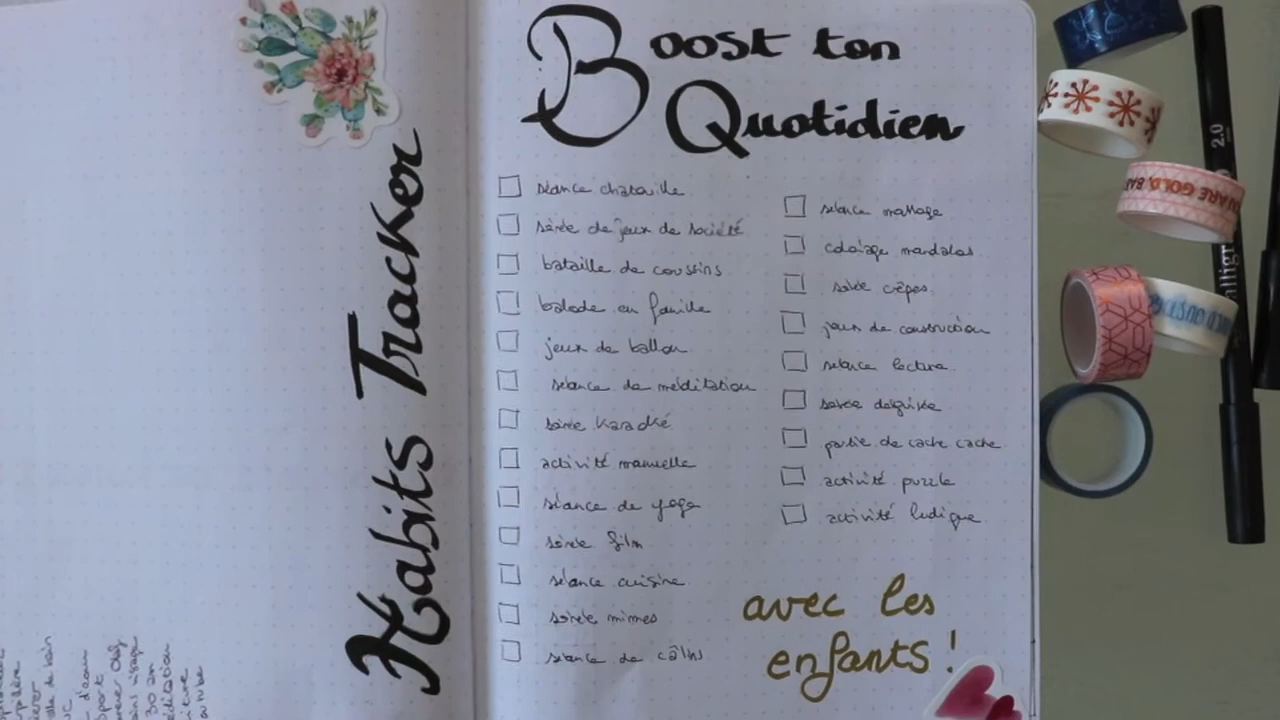 Habits Tracker
Boost ton
Quotidien
séance chatouille
soirée de jeux de société
bataille de coussins
balade en famille
jeux de ballon
séance de méditation
soirée karaoké
activité manuelle
séance de yoga
soirée film
séance cuisine
soirée mimes
séance de câlins
séance massage
coloriage mandalas
soirée crêpes
jeux de construction
séance lecture
soirée déguisée
partie de cache cache
activité puzzle
activité ludique
avec les
enfants!
2.0